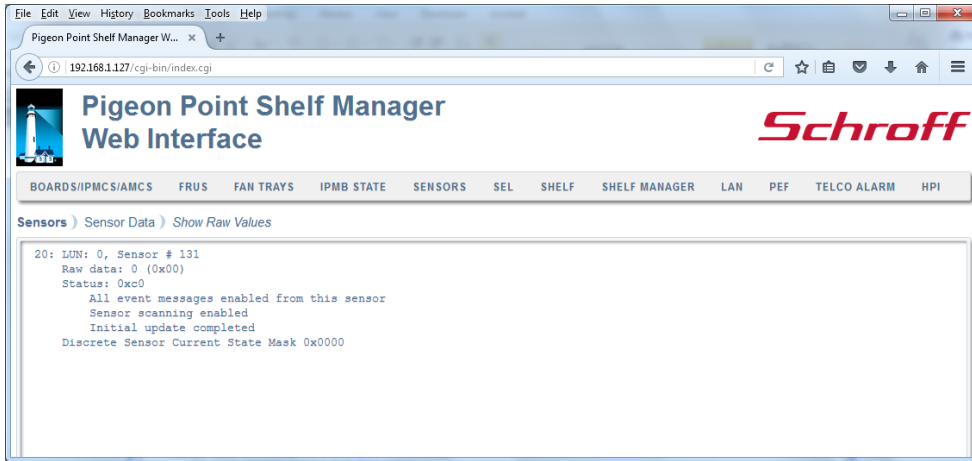 File Edit View History Bookmarks Tools Help
Pigeon Point Shelf Manager W... × +
192.168.1.127/cgi-bin/index.cgi
Pigeon Point Shelf Manager
Web Interface
Schroff
BOARDS/IPMCS/AMCS FRUS FAN TRAYS IPMB STATE SENSORS SEL SHELF SHELF MANAGER LAN PEF TELCO ALARM HPI
Sensors ) Sensor Data ) Show Raw Values
20: LUN: 0, Sensor # 131
Raw data: 0 (0x00)
Status: 0xc0
All event messages enabled from this sensor
Sensor scanning enabled
Initial update completed
Discrete Sensor Current State Mask 0x0000